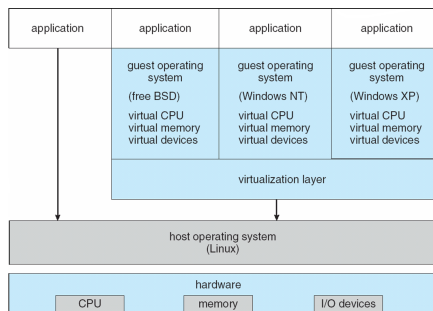 application
application
application
application
guest operating
system
(free BSD)
virtual CPU
virtual memory
virtual devices
guest operating
system
(Windows NT)
virtual CPU
virtual memory
virtual devices
guest operating
system
(Windows XP)
virtual CPU
virtual memory
virtual devices
virtualization layer
host operating system
(Linux)
hardware
CPU
memory
I/O devices